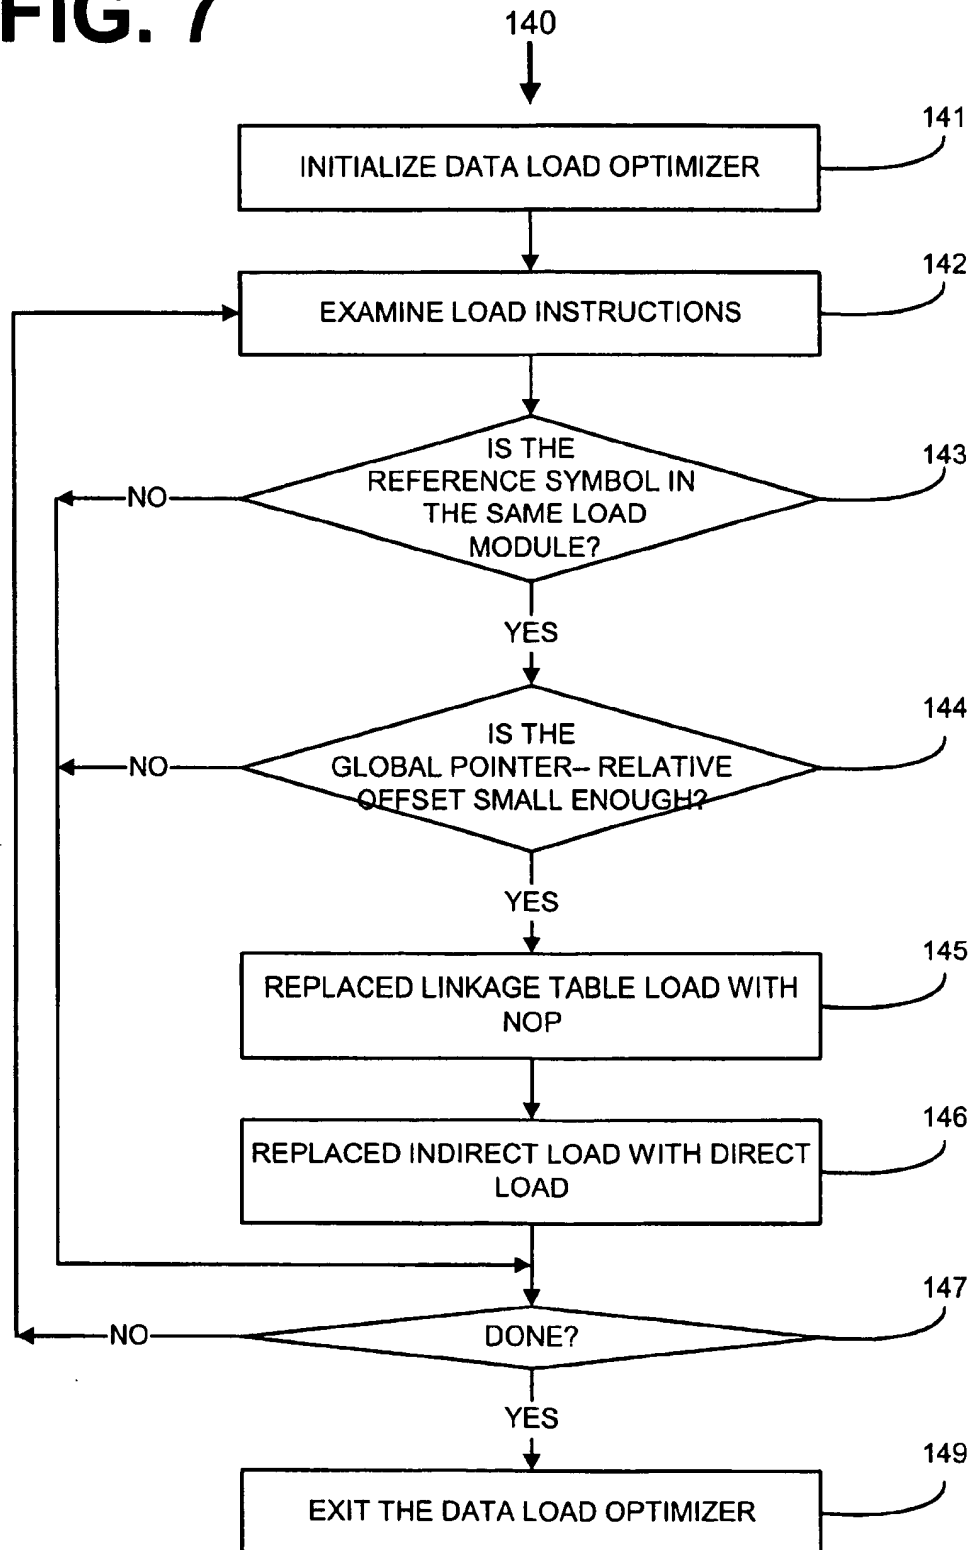 FIG. 7
140
141
INITIALIZE DATA LOAD OPTIMIZER
142
EXAMINE LOAD INSTRUCTIONS
143
IS THE
REFERENCE SYMBOL IN
THE SAME LOAD
MODULE?
NO
YES
144
IS THE
GLOBAL POINTER-- RELATIVE
OFFSET SMALL ENOUGH?
NO
YES
145
REPLACED LINKAGE TABLE LOAD WITH
NOP
146
REPLACED INDIRECT LOAD WITH DIRECT
LOAD
147
DONE?
NO
YES
149
EXIT THE DATA LOAD OPTIMIZER